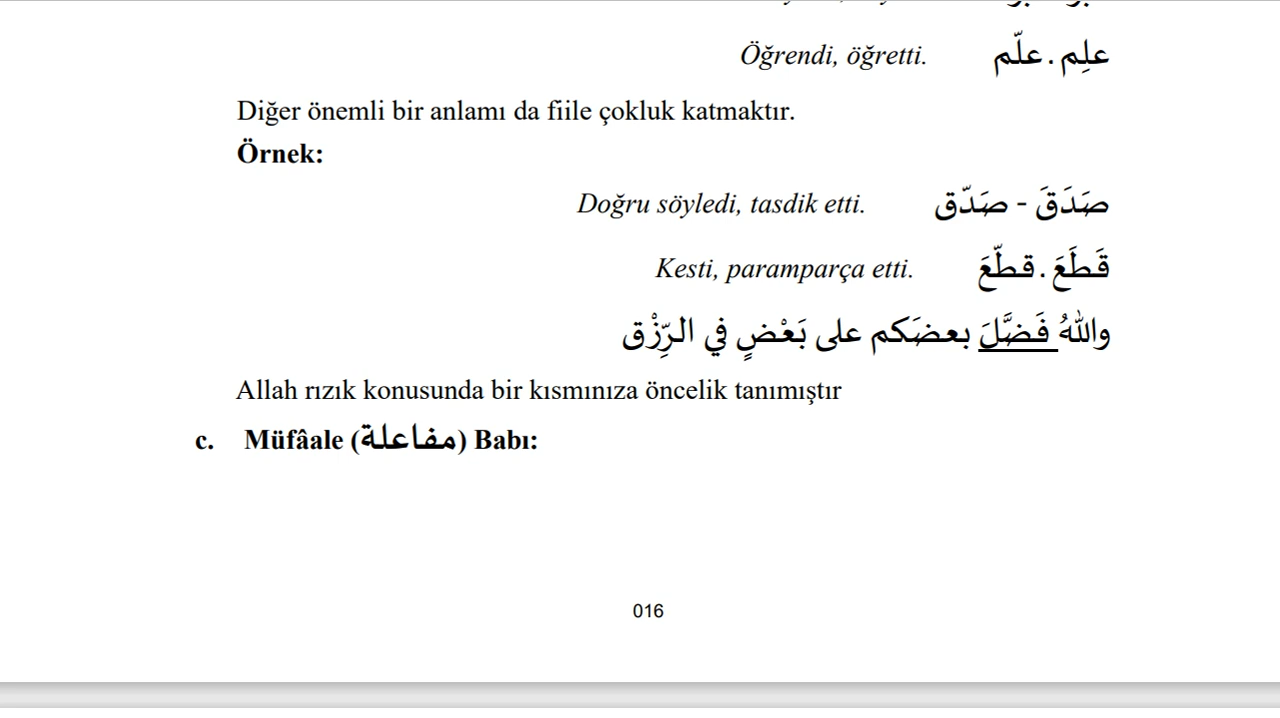 Öğrendi, öğretti. علِم . علّم
Diğer önemli bir anlamı da fiile çokluk katmaktır.
Örnek:
Doğru söyledi, tasdik etti. صَدَقَ - صَدّق
Kesti, paramparça etti. قَطَعَ . قطّعَ
واللهُ فَضَّلَ بعضَكم على بَعْضٍ في الرِّزْق
Allah rızık konusunda bir kısmınıza öncelik tanımıştır
c. Müfâale (مفاعلة) Babı:
016